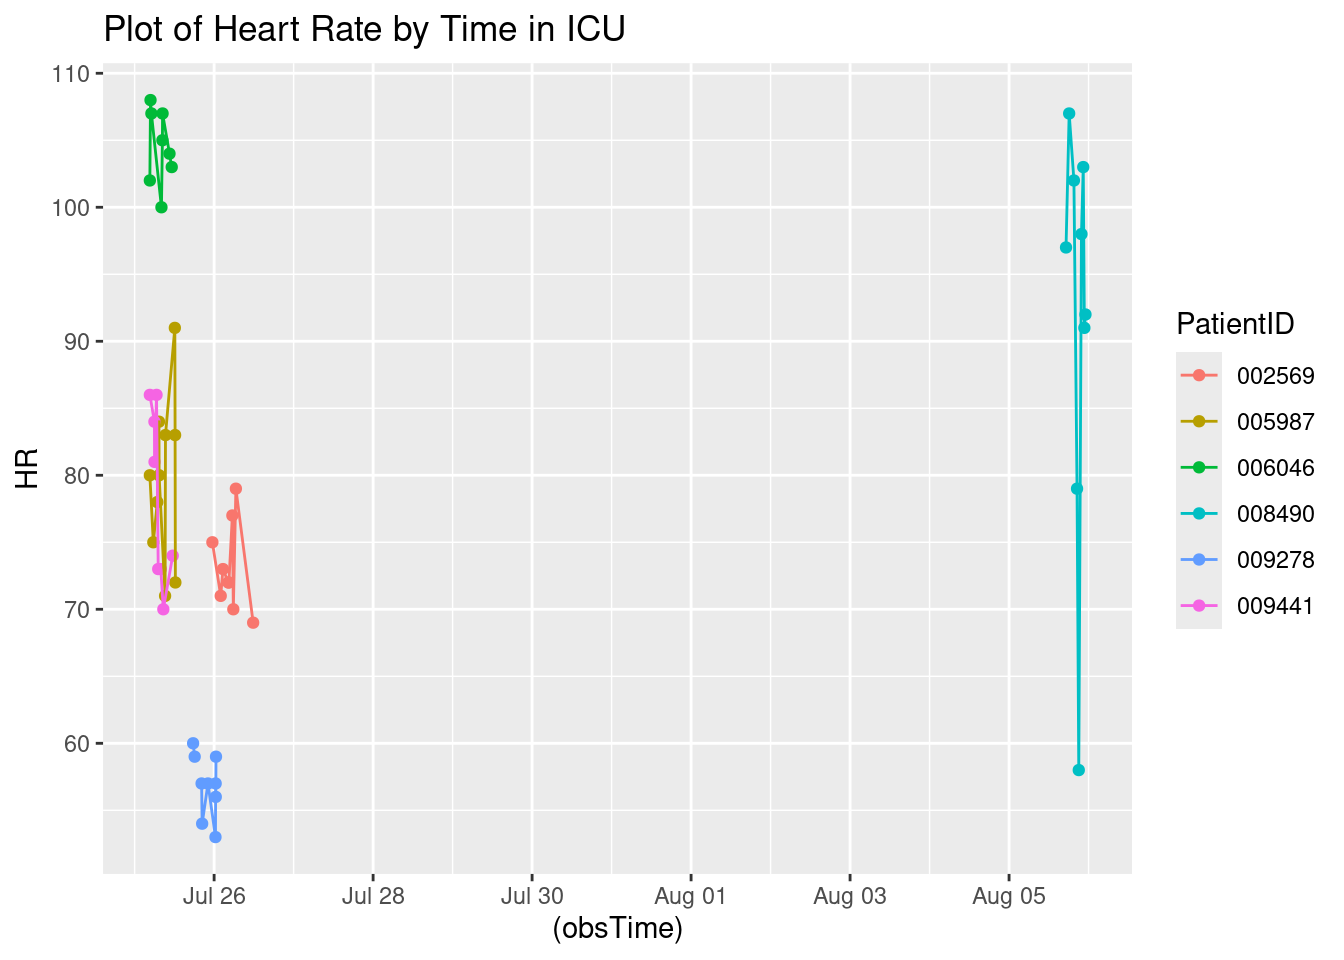 Plot of Heart Rate by Time in ICU
110
100
90
80
70
60
HR
Jul 26
Jul 28
Jul 30
Aug 01
Aug 03
Aug 05
(obsTime)
PatientID
002569
005987
006046
008490
009278
009441